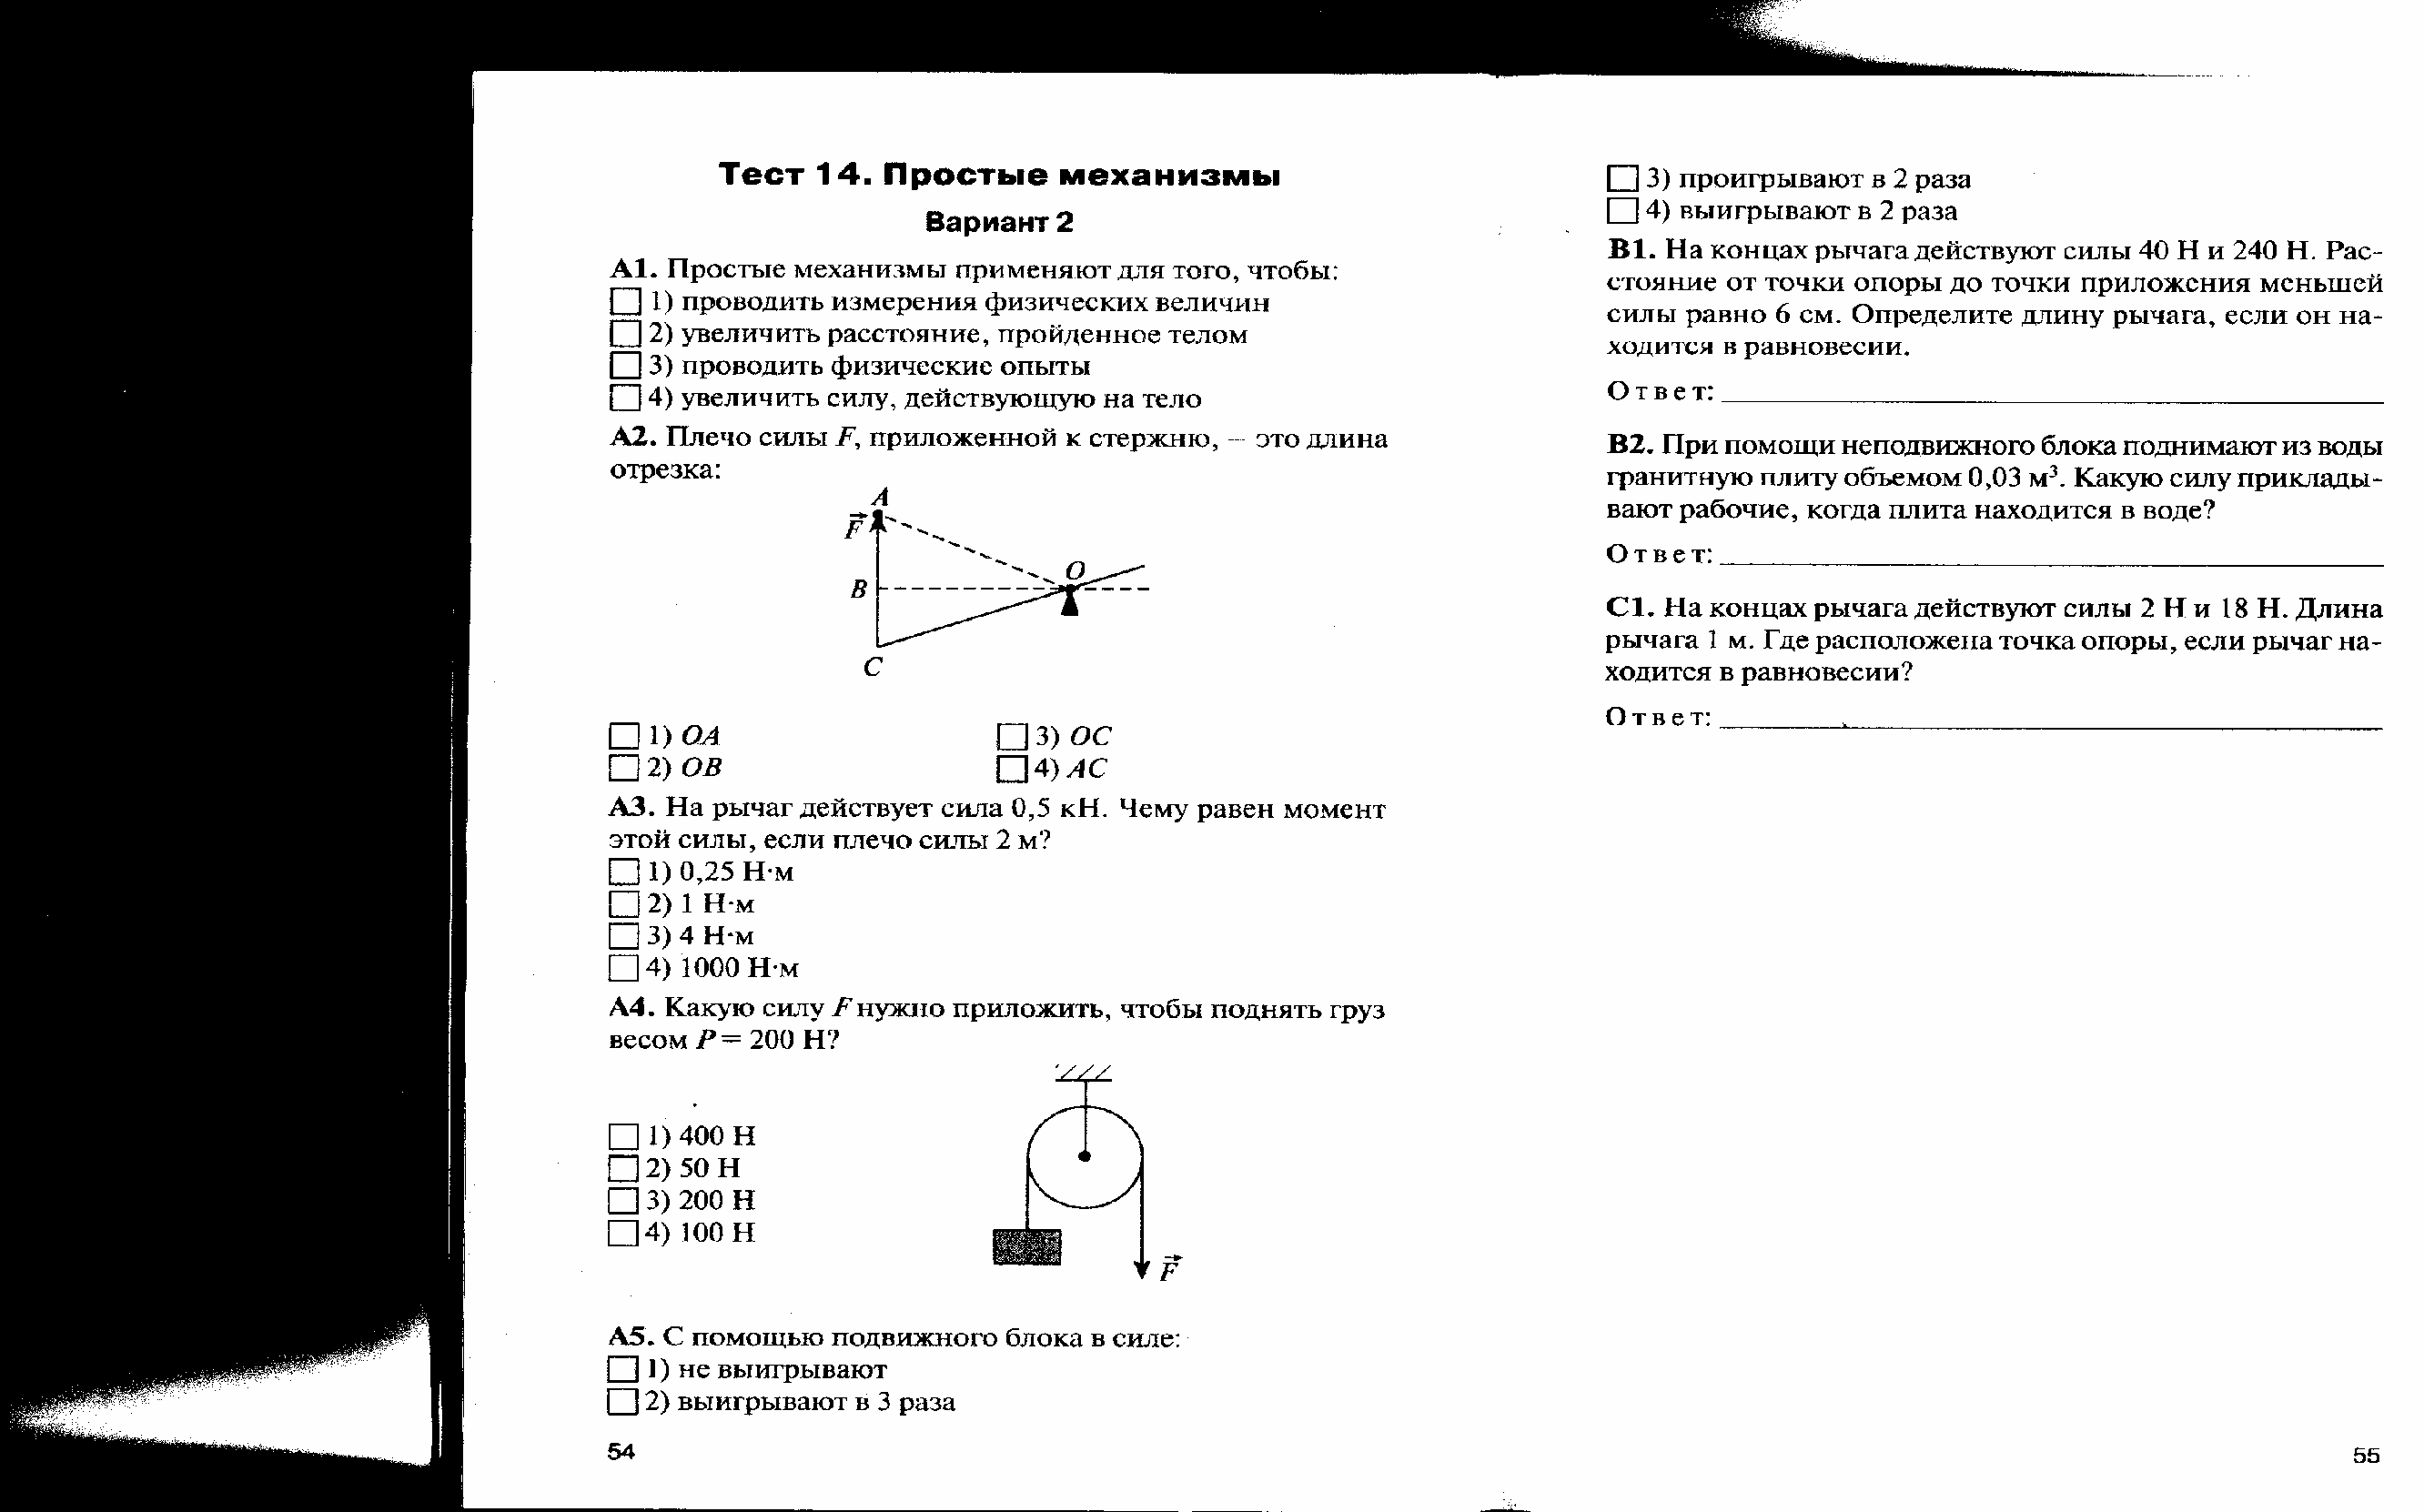 Тест 14. Простые механизмы
Вариант 2
А1. Простые механизмы применяют для того, чтобы:
1) проводить измерения физических величин
2) увеличить расстояние, пройденное телом
3) проводить физические опыты
4) увеличить силу, действующую на тело
А2. Плечо силы F, приложенной к стержню, – это длина
отрезка:
A
F
O
B
C
1) OA
3) OC
2) OB
4) AC
А3. На рычаг действует сила 0,5 кН. Чему равен момент
этой силы, если плечо силы 2 м?
1) 0,25 Н·м
2) 1 Н·м
3) 4 Н·м
4) 1000 Н·м
А4. Какую силу F нужно приложить, чтобы поднять груз
весом P = 200 Н?
1) 400 Н
2) 50 Н
3) 200 Н
4) 100 Н
F
А5. С помощью подвижного блока в силе:
1) не выигрывают
2) выигрывают в 3 раза
54
3) проигрывают в 2 раза
4) выигрывают в 2 раза
В1. На концах рычага действуют силы 40 Н и 240 Н. Рас-
стояние от точки опоры до точки приложения меньшей
силы равно 6 см. Определите длину рычага, если он на-
ходится в равновесии.
Ответ:
В2. При помощи неподвижного блока поднимают из воды
гранитную плиту объемом 0,03 м³. Какую силу приклады-
вают рабочие, когда плита находится в воде?
Ответ:
С1. На концах рычага действуют силы 2 Н и 18 Н. Длина
рычага 1 м. Где расположена точка опоры, если рычаг на-
ходится в равновесии?
Ответ:
55